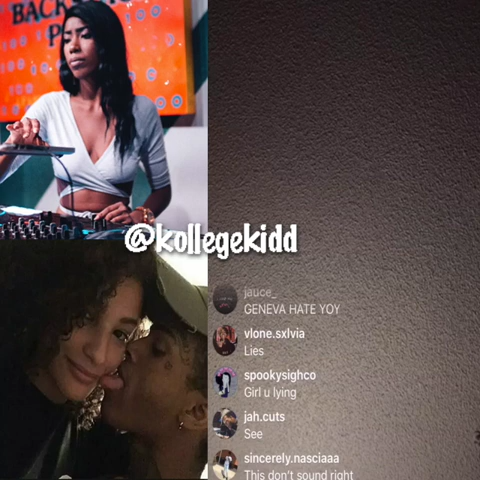 BACKS
P
@kollegekidd
jauce_
GENEVA HATE YOY
vlone.sxlvia
Lies
spookysighco
Girl u lying
jah.cuts
See
sincerely.nasciaaa
This don't sound right